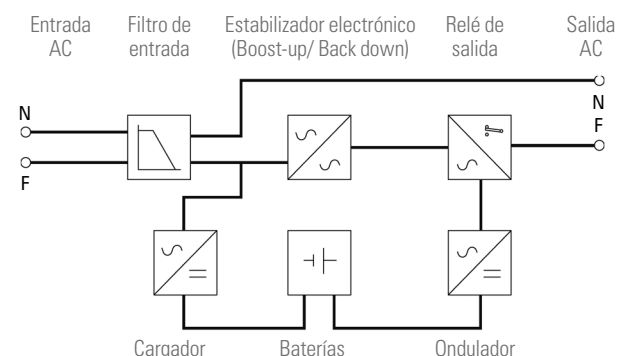 Entrada
AC
Filtro de
entrada
Estabilizador electrónico
(Boost-up/ Back down)
Relé de
salida
Salida
AC
N
F
N
F
Cargador
Baterías
Ondulador